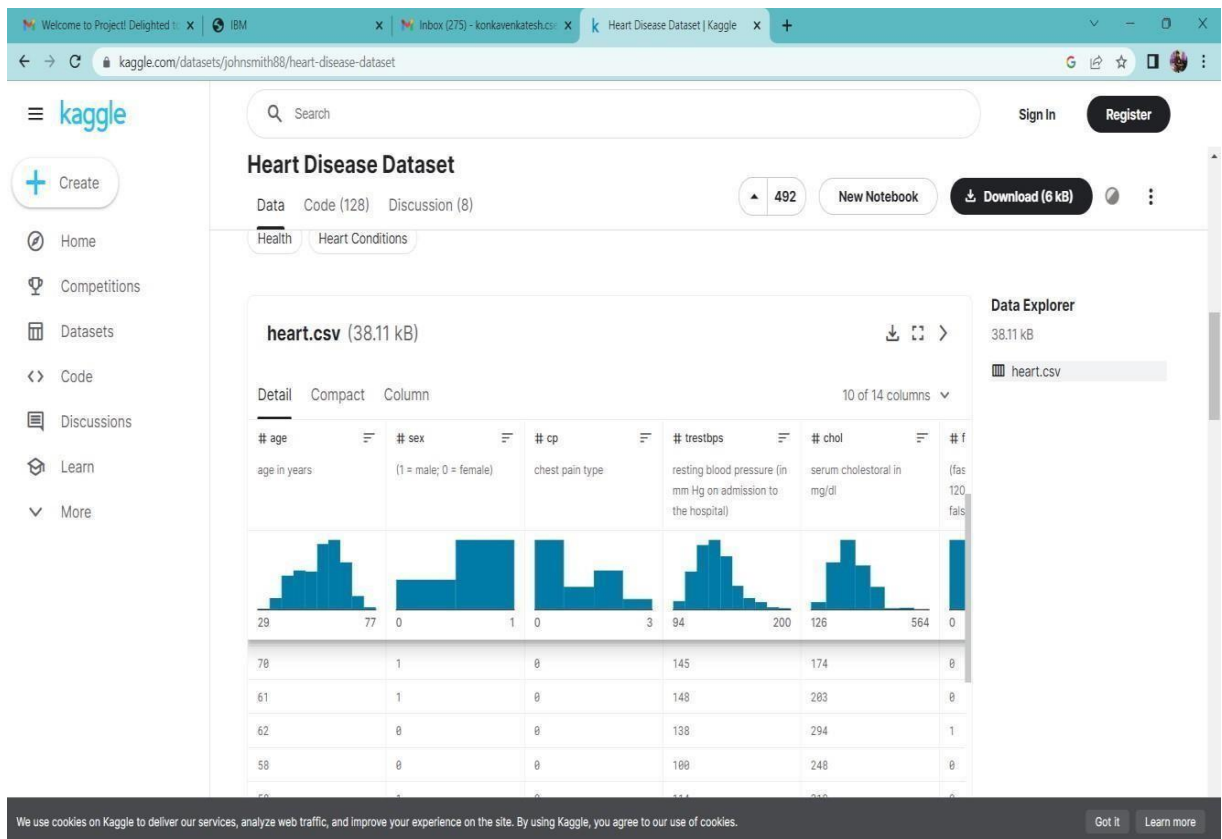 Welcome to Project! Delighted t
IBM
Inbox (275) - konkavenkatesh.cse
Heart Disease Dataset | Kaggle
kaggle.com/datasets/johnsmith88/heart-disease-dataset
kaggle
Search
Sign In
Register
Create
Home
Competitions
Datasets
Code
Discussions
Learn
More
Heart Disease Dataset
Data Code (128) Discussion (8)
492
New Notebook
Download (6 kB)
Health
Heart Conditions
heart.csv (38.11 kB)
Detail Compact Column
10 of 14 columns
Data Explorer
38.11 kB
heart.csv
# age # sex # cp # trestbps # chol # f
age in years (1 = male; 0 = female) chest pain type resting blood pressure (in serum cholestoral in (fas
mm Hg on admission to mg/dl 120
the hospital) fals
29 77 0 1 0 3 94 200 126 564 0
70 1 0 145 174 0
61 1 0 148 203 0
62 0 0 138 294 1
58 0 0 100 248 0
We use cookies on Kaggle to deliver our services, analyze web traffic, and improve your experience on the site. By using Kaggle, you agree to our use of cookies.
Got it
Learn more